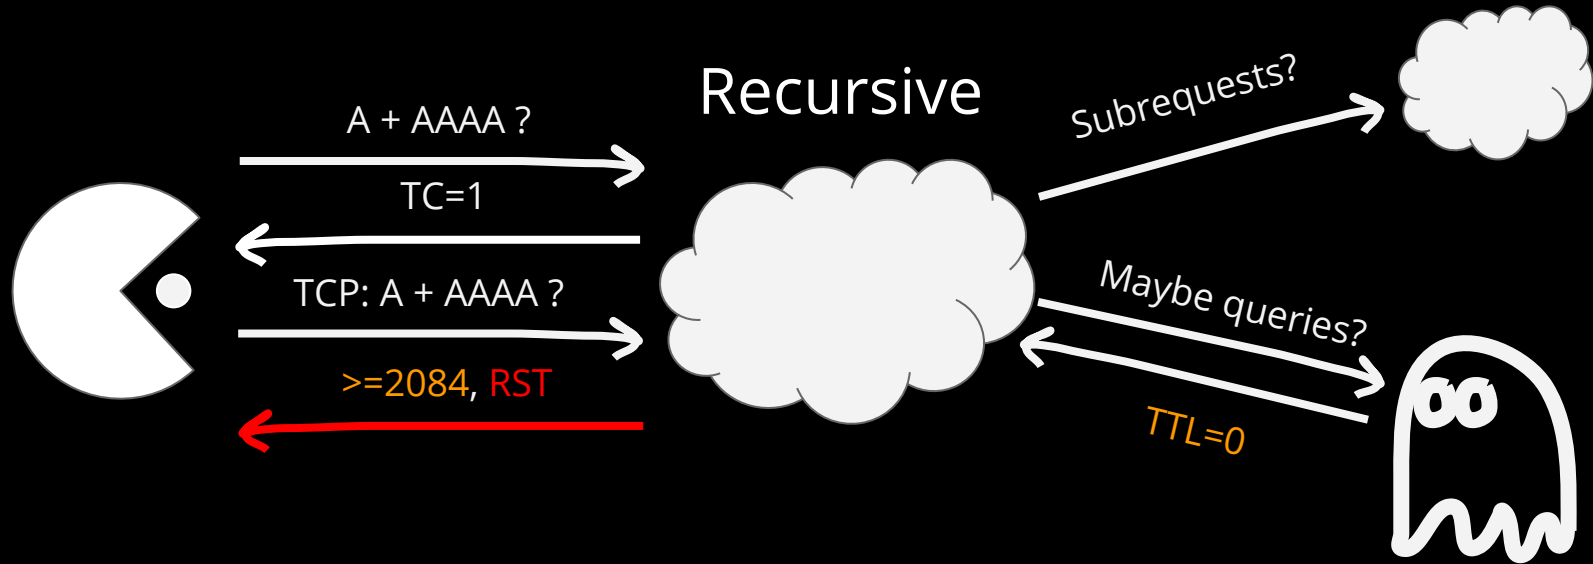 Recursive
A + AAAA ?
TC=1
TCP: A + AAAA ?
>=2084, RST
Subrequests?
Maybe queries?
TTL=0